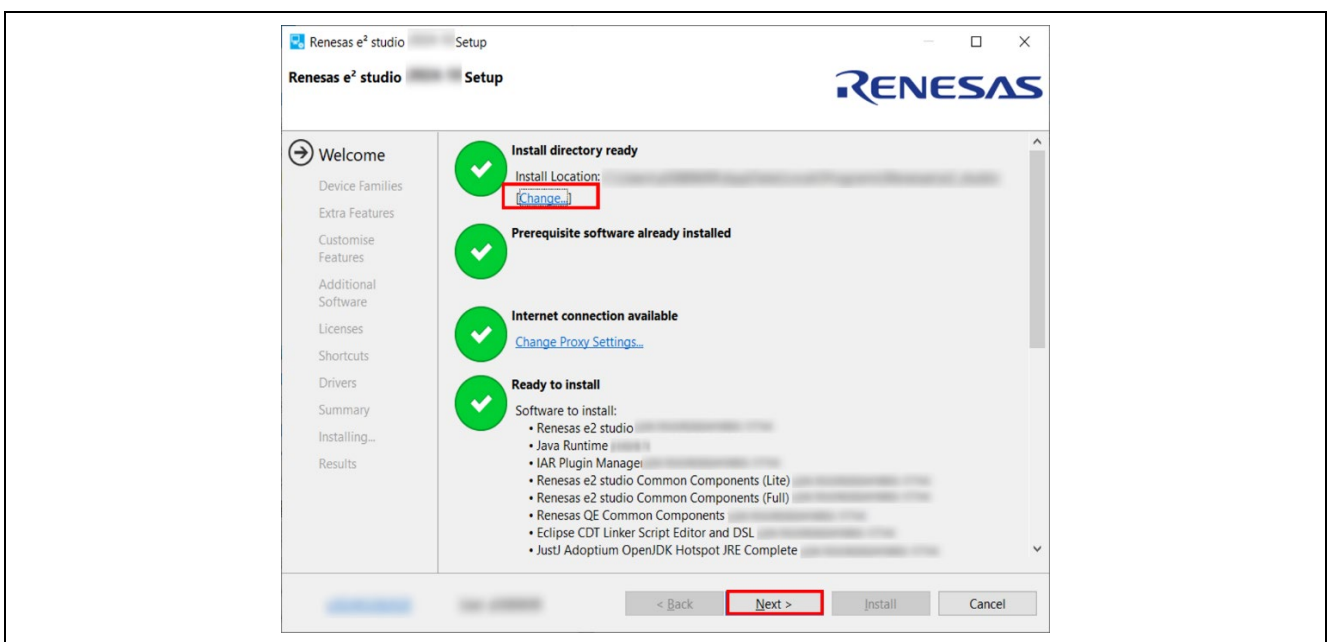 Renesas e² studio Setup
Renesas e² studio Setup
RENESAS
Welcome
Device Families
Extra Features
Customise
Features
Additional
Software
Licenses
Shortcuts
Drivers
Summary
Installing...
Results
Install directory ready
Install Location:
[Change...]
Prerequisite software already installed
Internet connection available
Change Proxy Settings...
Ready to install
Software to install:
• Renesas e2 studio
• Java Runtime
• IAR Plugin Manager
• Renesas e2 studio Common Components (Lite)
• Renesas e2 studio Common Components (Full)
• Renesas QE Common Components
• Eclipse CDT Linker Script Editor and DSL
• JustJ Adoptium OpenJDK Hotspot JRE Complete
< Back Next > Install Cancel